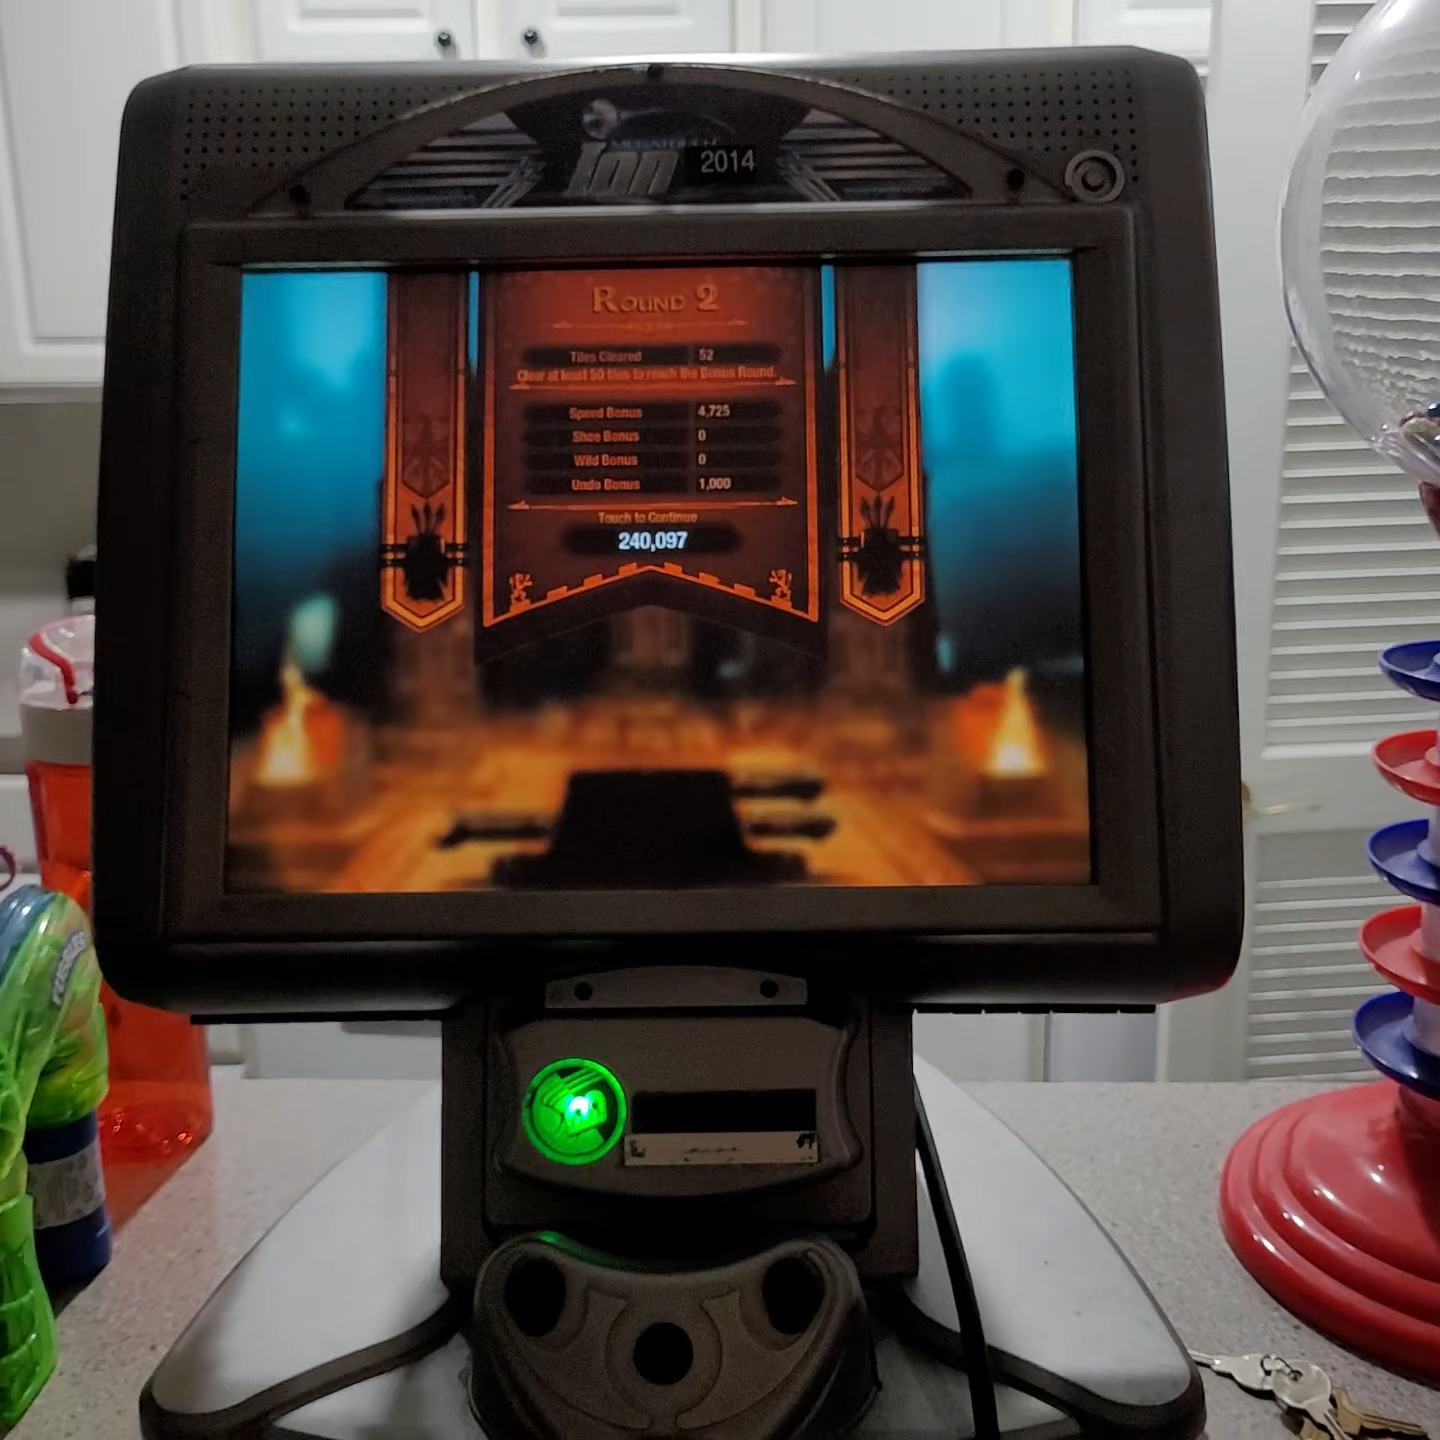 MEGATOUCH
ion 2014
ROUND 2
Tiles Cleared 52
Clear at least 50 tiles to reach the Bonus Round.
Speed Bonus 4,725
Shoe Bonus 0
Wild Bonus 0
Undo Bonus 1,000
Touch to Continue
240,097